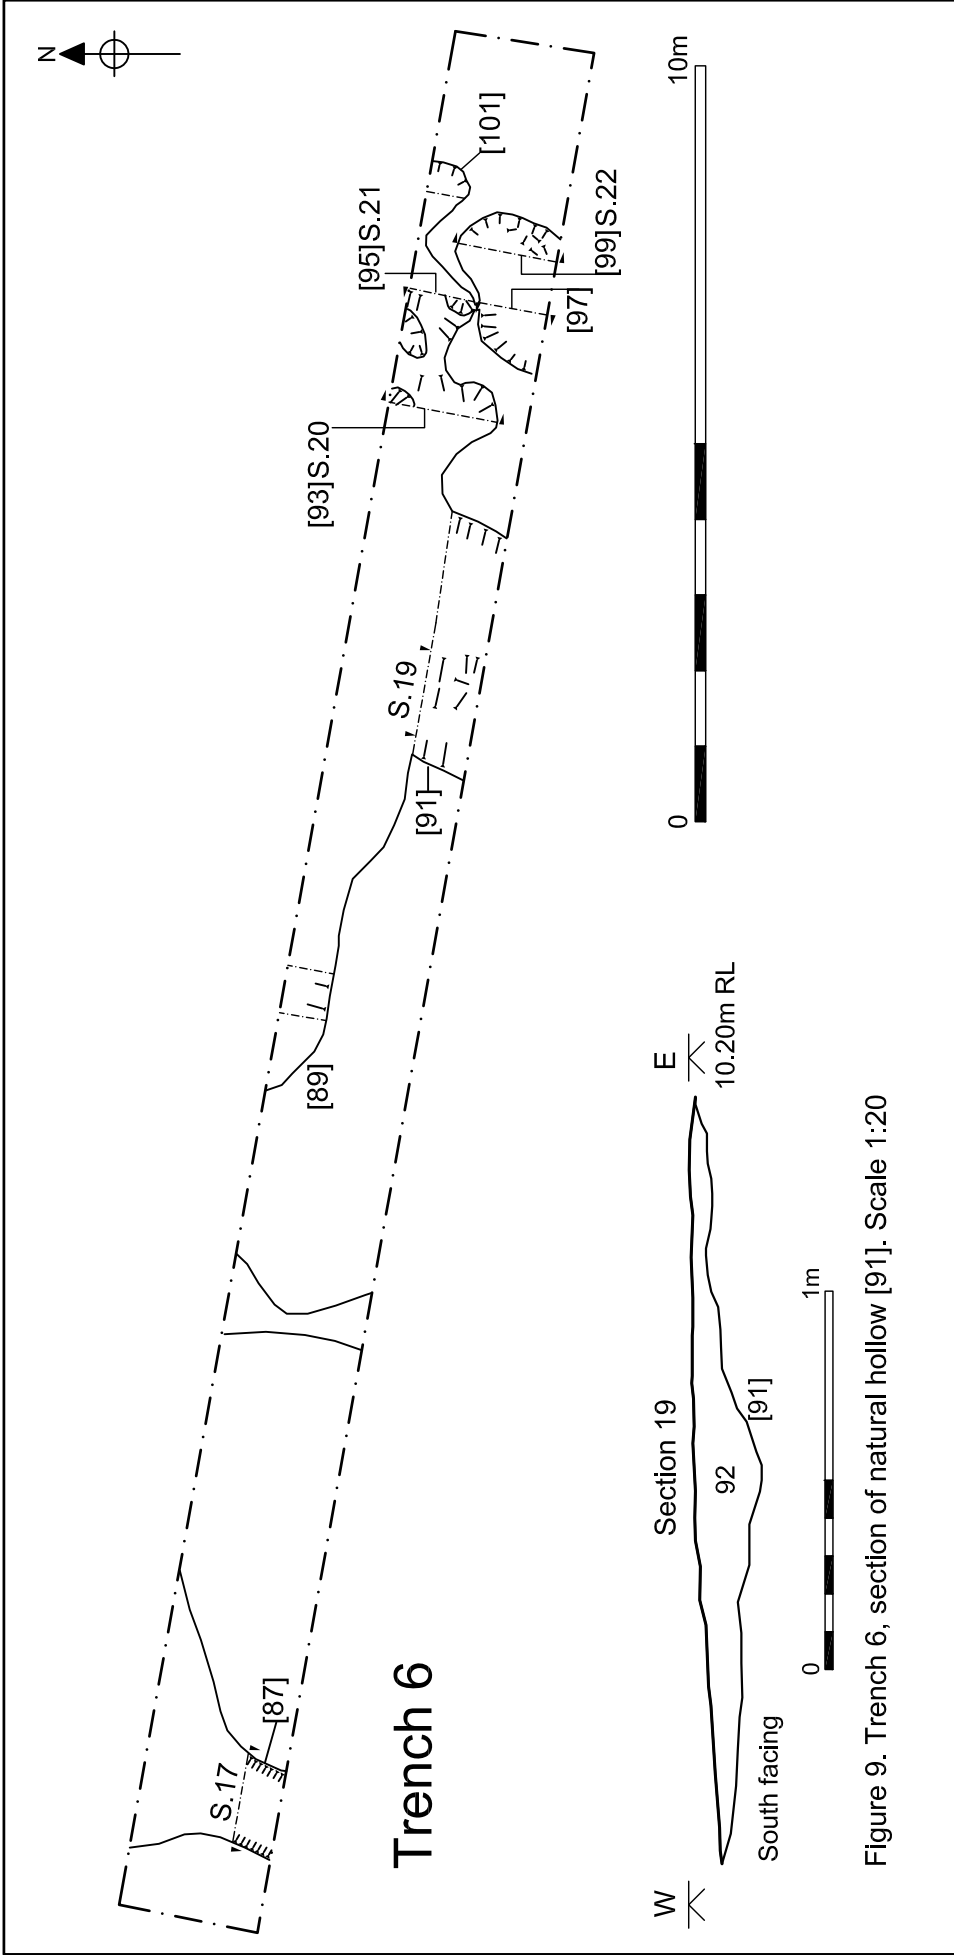 N
[101]
[95]S.21
[99]S.22
[97]
[93]S.20
S.19
[91]
[89]
[87]
S.17
Trench 6
0
10m
Section 19
W
E
10.20m RL
92
[91]
South facing
0
1m
Figure 9. Trench 6, section of natural hollow [91]. Scale 1:20